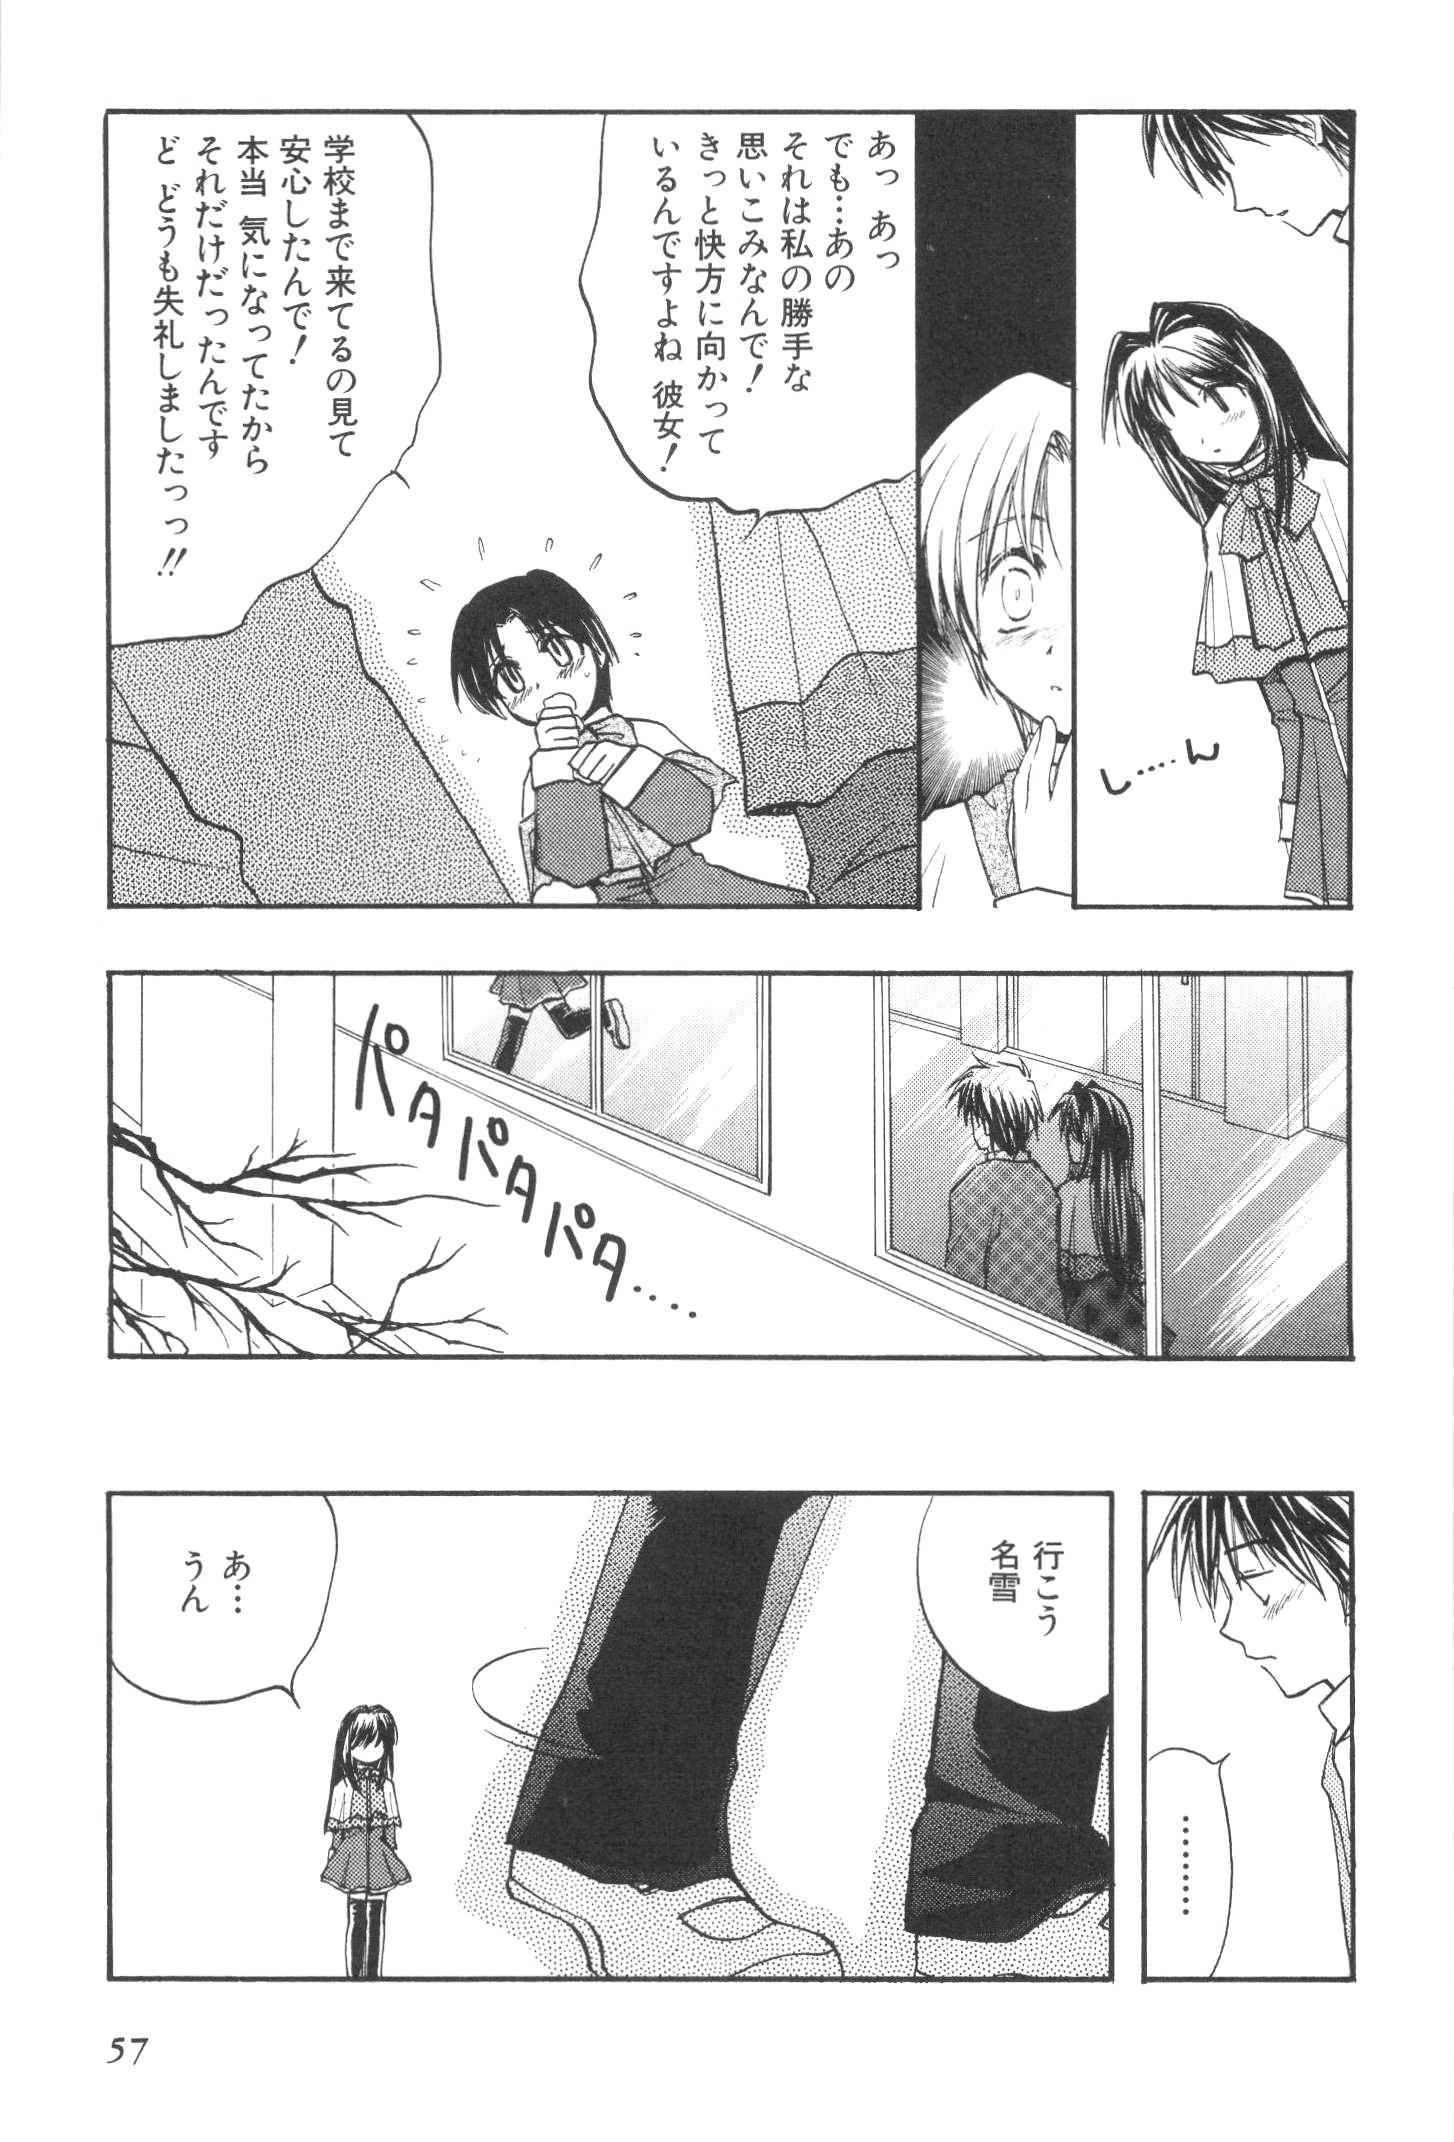 し‥‥ん
あっ あっ
でも…あの
それは私の勝手な
思いこみなんで!
きっと快方に向かって
いるんですよね 彼女!
学校まで来てるの見て
安心したんで!
本当 気になってたから
それだけだったんです
ど どうも失礼しましたっっ!!
パタパタパタ‥‥
………
行こう
名雪
あ…
うん
57